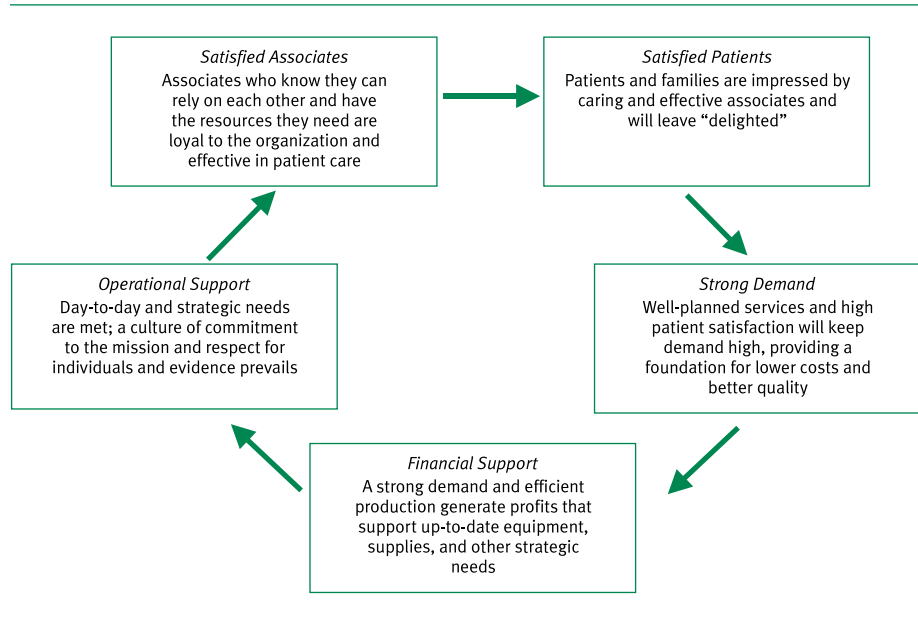 Satisfied Associates
Associates who know they can
rely on each other and have
the resources they need are
loyal to the organization and
effective in patient care
Satisfied Patients
Patients and families are impressed by
caring and effective associates and
will leave “delighted”
Operational Support
Day-to-day and strategic needs
are met; a culture of commitment
to the mission and respect for
individuals and evidence prevails
Strong Demand
Well-planned services and high
patient satisfaction will keep
demand high, providing a
foundation for lower costs and
better quality
Financial Support
A strong demand and efficient
production generate profits that
support up-to-date equipment,
supplies, and other strategic
needs